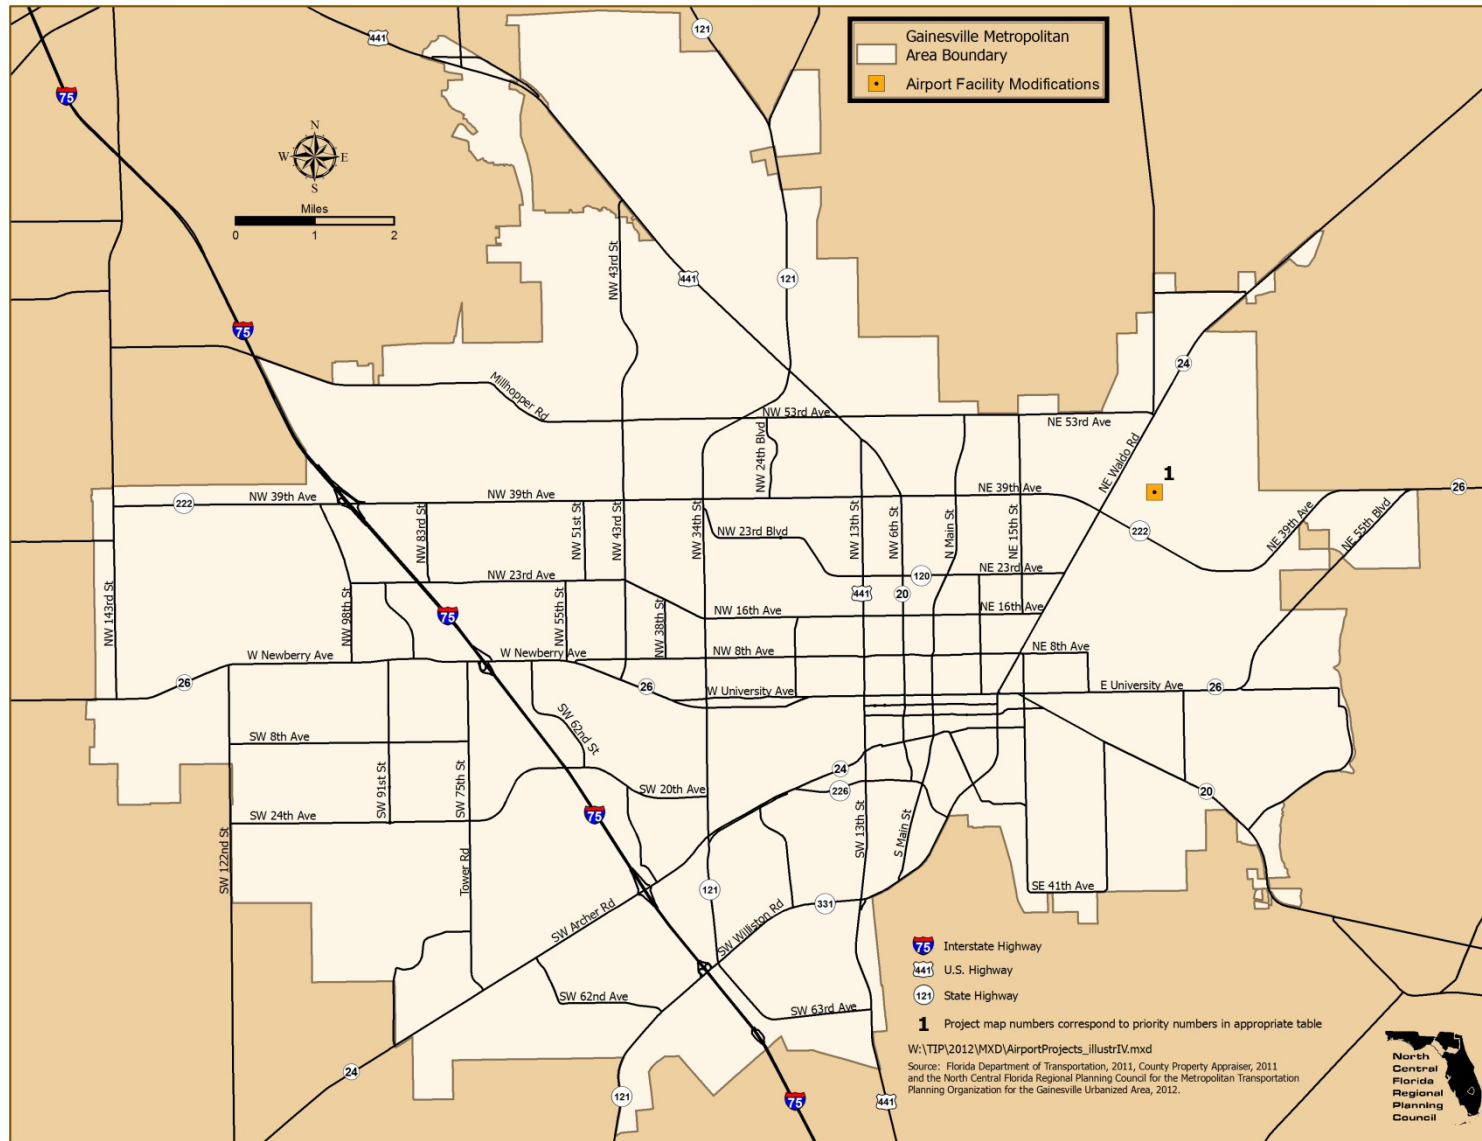 Gainesville Metropolitan
Area Boundary
Airport Facility Modifications
441
121
75
N
W E
S
Miles
0 1 2
NW 43rd St
441
121
75
24
Millhopper Rd
NW 53rd Ave
NE 53rd Ave
NW 24th Blvd
NE Waldo Rd
1
26
222
NW 39th Ave
NW 39th Ave
NE 39th Ave
NW 83rd St
NW 51st St
NW 43rd St
NW 34th St
NW 23rd Blvd
NW 13th St
NW 6th St
N Main St
NE 15th St
222
NE 39th Ave
NE 55th Blvd
NW 143rd St
NW 98th St
NW 23rd Ave
120
NE 23rd Ave
75
NW 55th St
NW 38th St
441
20
NW 16th Ave
NE 16th Ave
W Newberry Ave
W Newberry Ave
NW 8th Ave
NE 8th Ave
26
26
W University Ave
E University Ave
26
SW 62nd St
SW 8th Ave
SW 91st St
SW 75th St
24
226
SW 20th Ave
20
SW 24th Ave
75
SW 122nd St
Tower Rd
SW 13th St
S Main St
121
SE 41th Ave
331
SW Archer Rd
SW Williston Rd
SW 62nd Ave
SW 63rd Ave
24
121
75
441
75 Interstate Highway
441 U.S. Highway
121 State Highway
1 Project map numbers correspond to priority numbers in appropriate table
W:\TIP\2012\MXD\AirportProjects_illustrIV.mxd
Source: Florida Department of Transportation, 2011, County Property Appraiser, 2011
and the North Central Florida Regional Planning Council for the Metropolitan Transportation
Planning Organization for the Gainesville Urbanized Area, 2012.
North
Central
Florida
Regional
Planning
Council